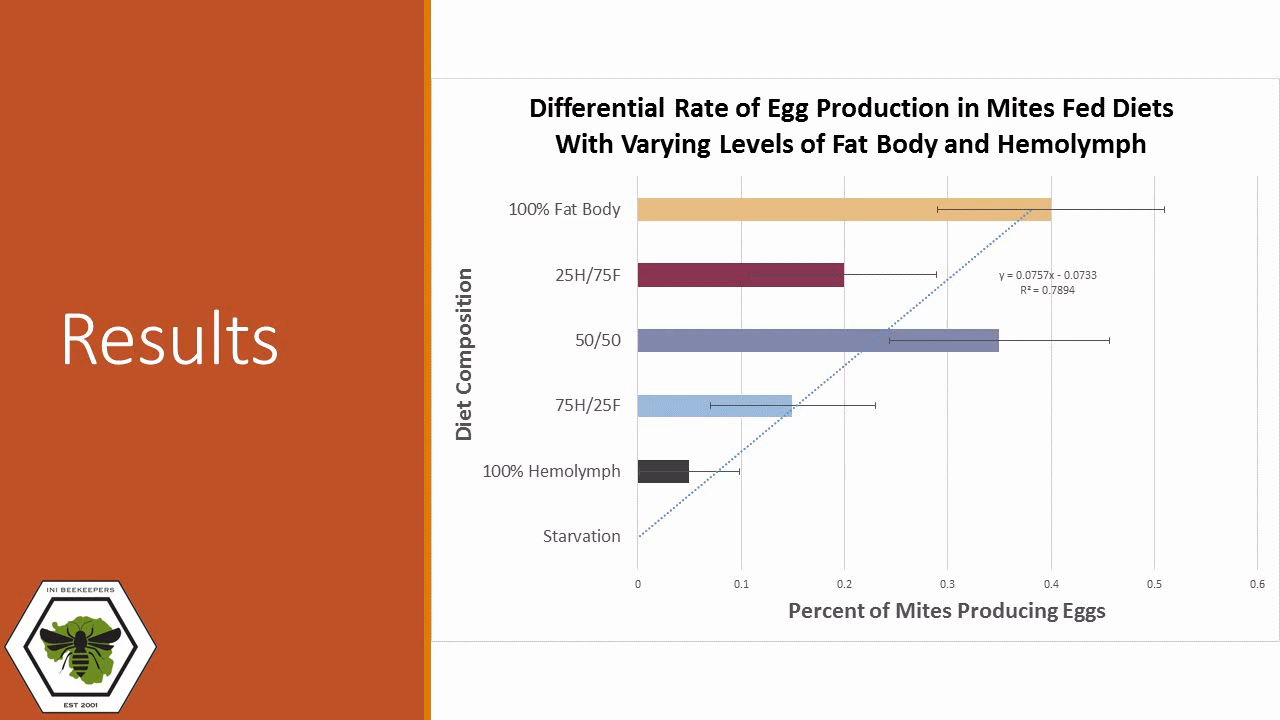 Results
Differential Rate of Egg Production in Mites Fed Diets
With Varying Levels of Fat Body and Hemolymph
Diet Composition
100% Fat Body
25H/75F
50/50
75H/25F
100% Hemolymph
Starvation
y = 0.0757x - 0.0733
R² = 0.7894
0 0.1 0.2 0.3 0.4 0.5 0.6
Percent of Mites Producing Eggs
INI BEEKEEPERS
EST 2001